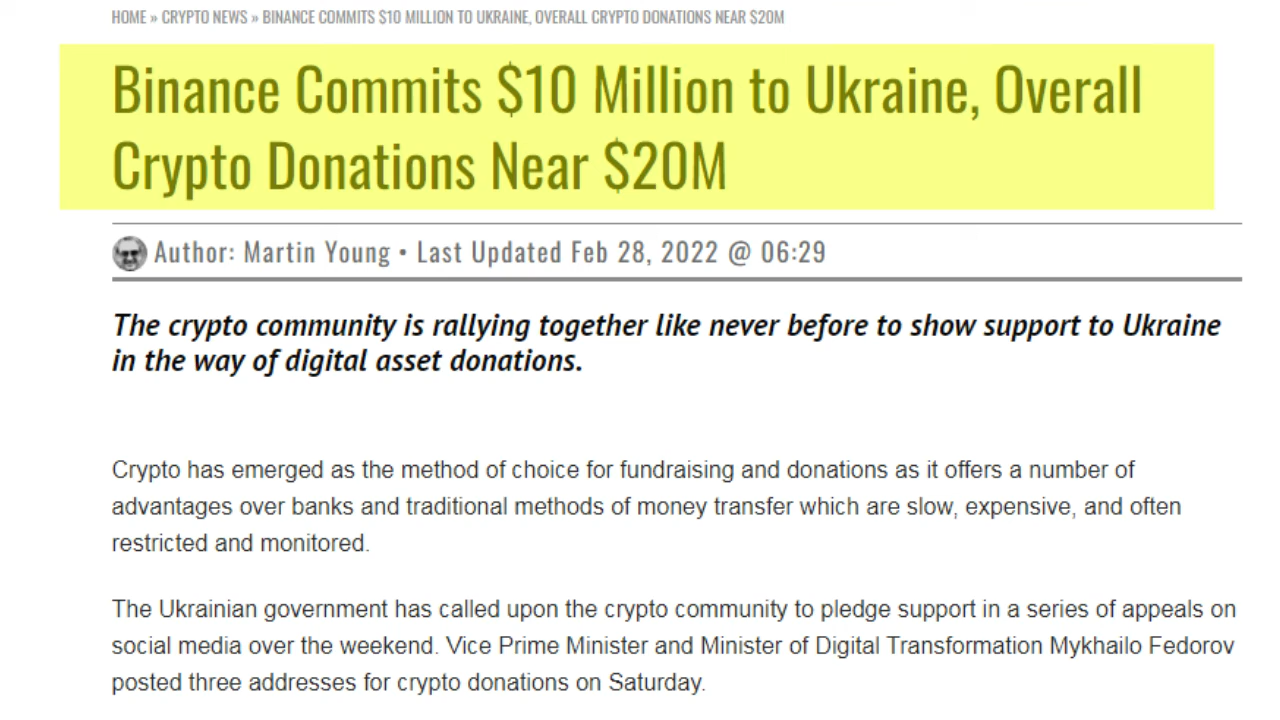 HOME » CRYPTO NEWS » BINANCE COMMITS $10 MILLION TO UKRAINE, OVERALL CRYPTO DONATIONS NEAR $20M
Binance Commits $10 Million to Ukraine, Overall
Crypto Donations Near $20M
Author: Martin Young • Last Updated Feb 28, 2022 @ 06:29
The crypto community is rallying together like never before to show support to Ukraine
in the way of digital asset donations.
Crypto has emerged as the method of choice for fundraising and donations as it offers a number of
advantages over banks and traditional methods of money transfer which are slow, expensive, and often
restricted and monitored.
The Ukrainian government has called upon the crypto community to pledge support in a series of appeals on
social media over the weekend. Vice Prime Minister and Minister of Digital Transformation Mykhailo Fedorov
posted three addresses for crypto donations on Saturday.